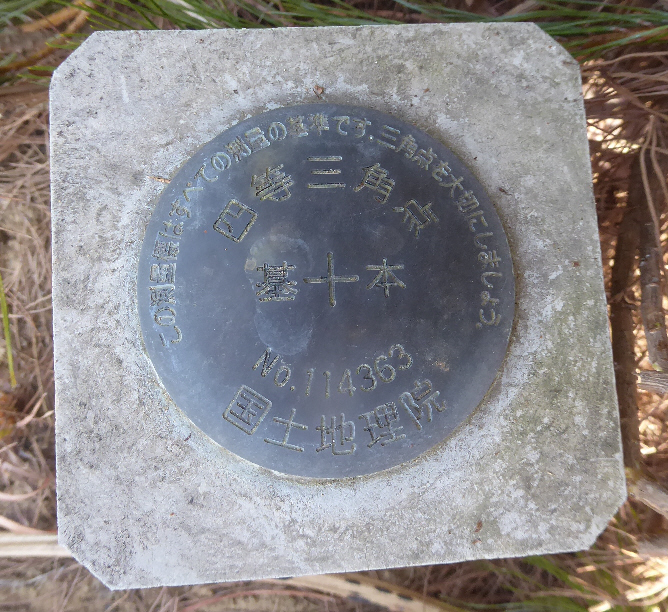 この測量標はすべての測量の基準です.三角点を大切にしましょう.
四等三角点
基＋本
No.114363
国土地理院